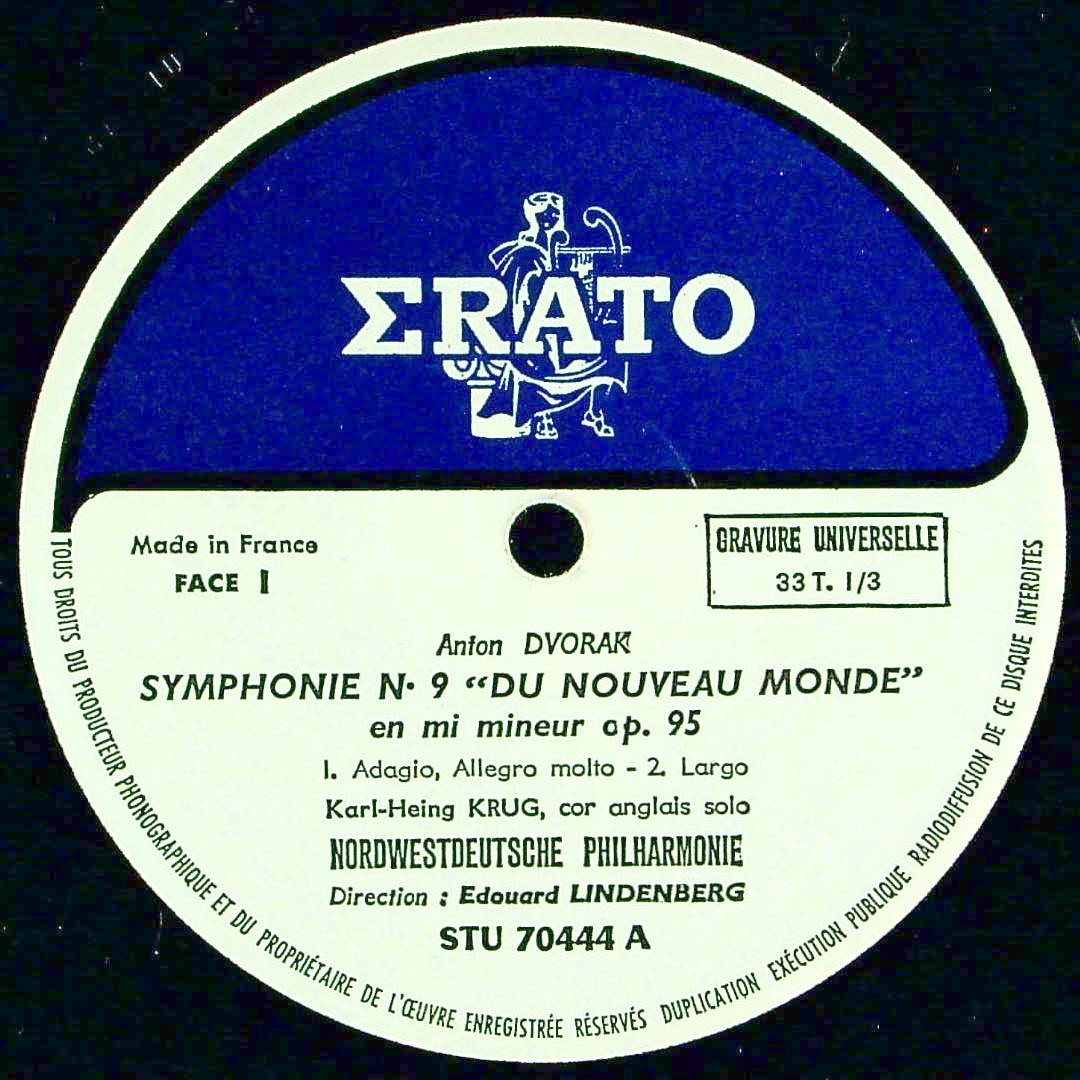 ΣRATO
Made in France
FACE I
GRAVURE UNIVERSELLE
33 T. 1/3
Anton DVORAK
SYMPHONIE N• 9 “DU NOUVEAU MONDE”
en mi mineur op. 95
1. Adagio, Allegro molto - 2. Largo
Karl-Heing KRUG, cor anglais solo
NORDWESTDEUTSCHE PHILHARMONIE
Direction : Edouard LINDENBERG
STU 70444 A
TOUS DROITS DU PRODUCTEUR PHONOGRAPHIQUE ET DU PROPRIÉTAIRE DE L'ŒUVRE ENREGISTRÉE RÉSERVÉS DUPLICATION EXÉCUTION PUBLIQUE RADIODIFFUSION DE CE DISQUE INTERDITES